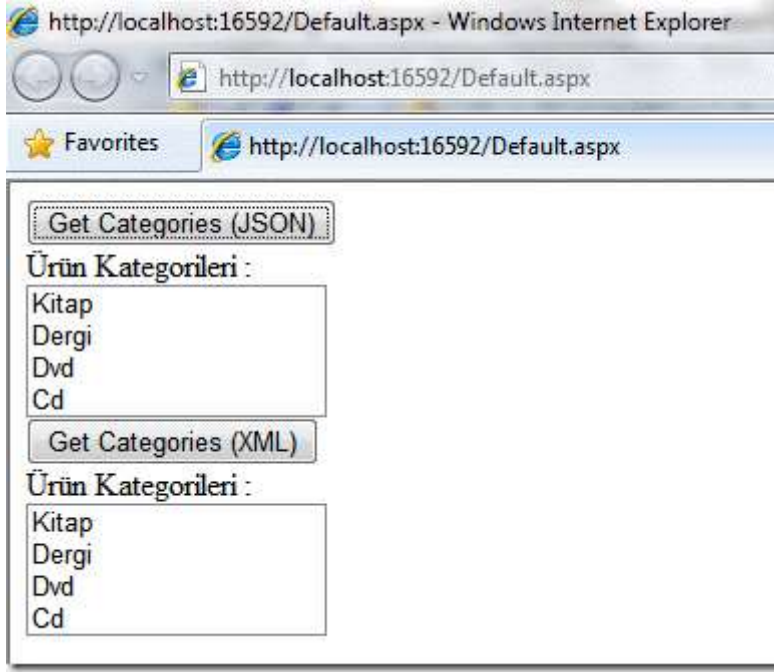 http://localhost:16592/Default.aspx - Windows Internet Explorer
http://localhost:16592/Default.aspx
Favorites
http://localhost:16592/Default.aspx
Get Categories (JSON)
Ürün Kategorileri :
Kitap
Dergi
Dvd
Cd
Get Categories (XML)
Ürün Kategorileri :
Kitap
Dergi
Dvd
Cd